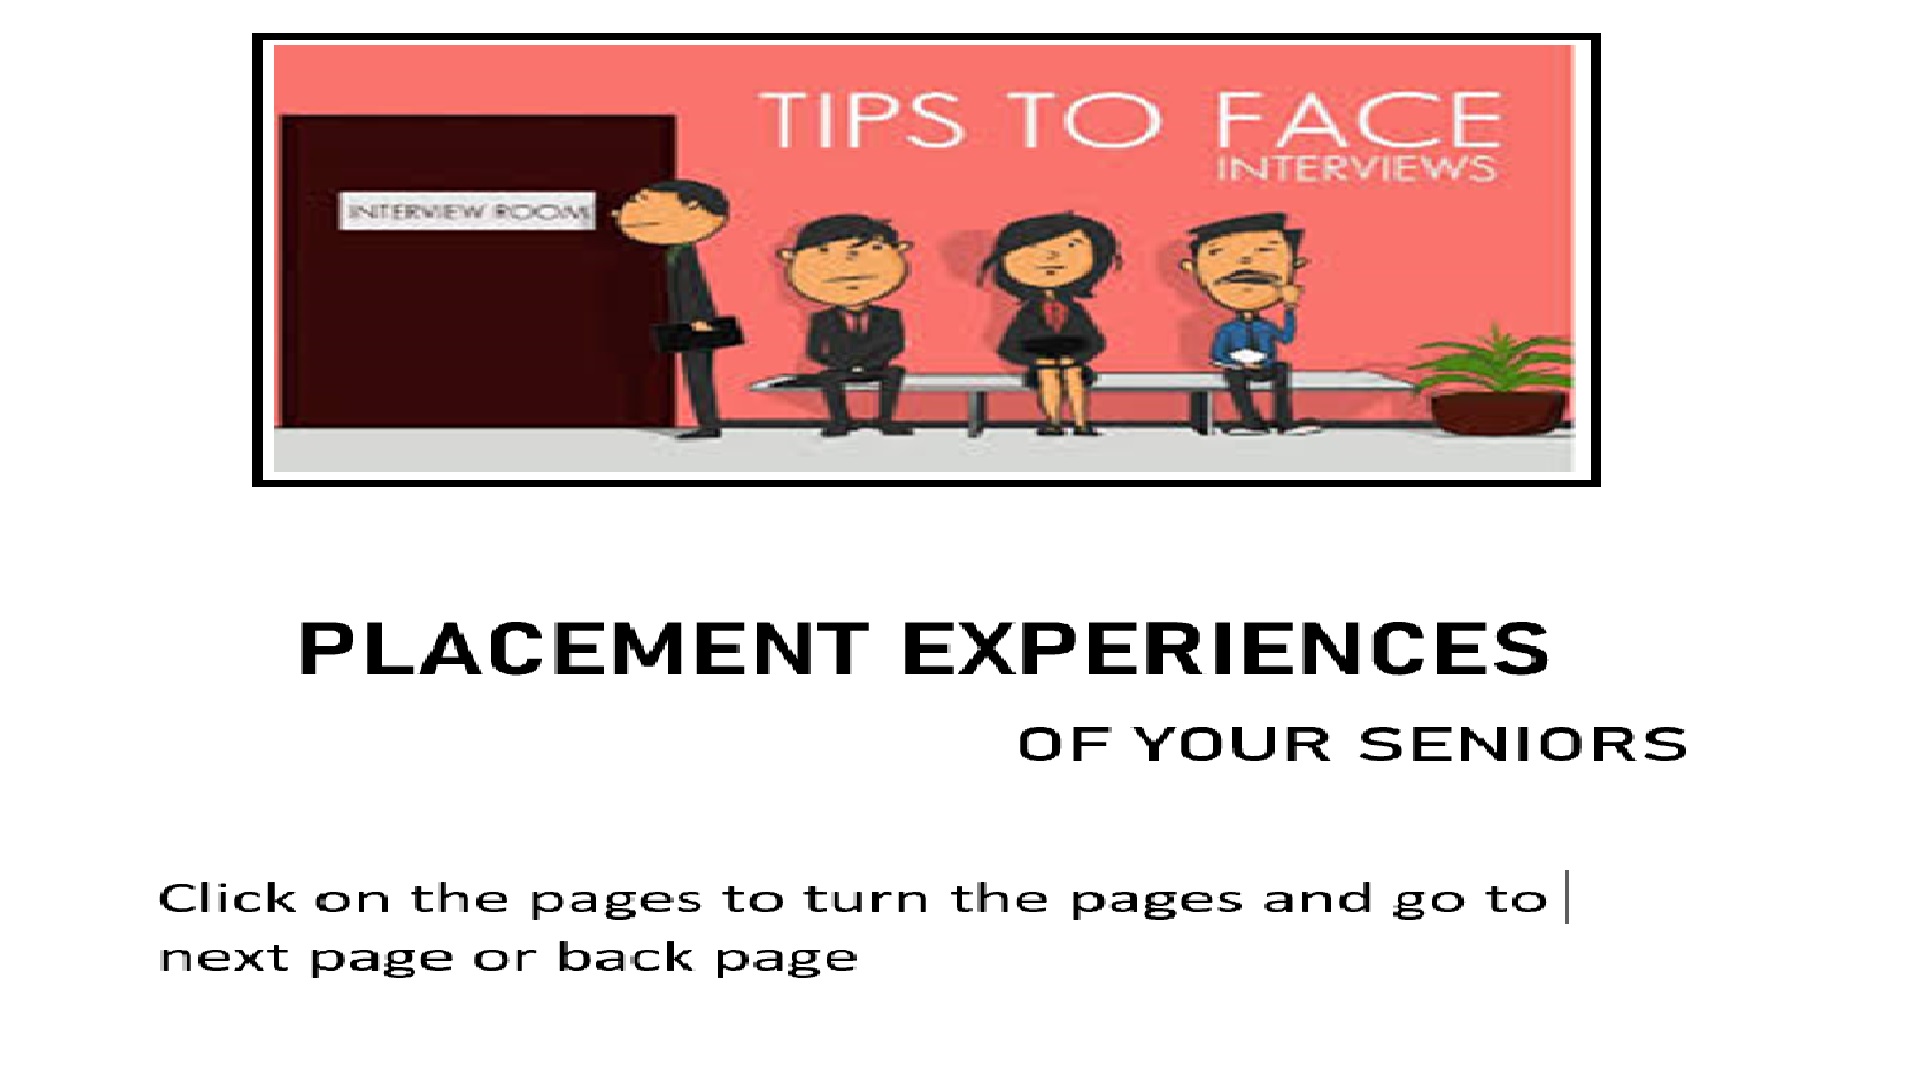 TIPS TO FACE
INTERVIEWS
INTERVIEW ROOM
PLACEMENT EXPERIENCES
OF YOUR SENIORS
Click on the pages to turn the pages and go to
next page or back page